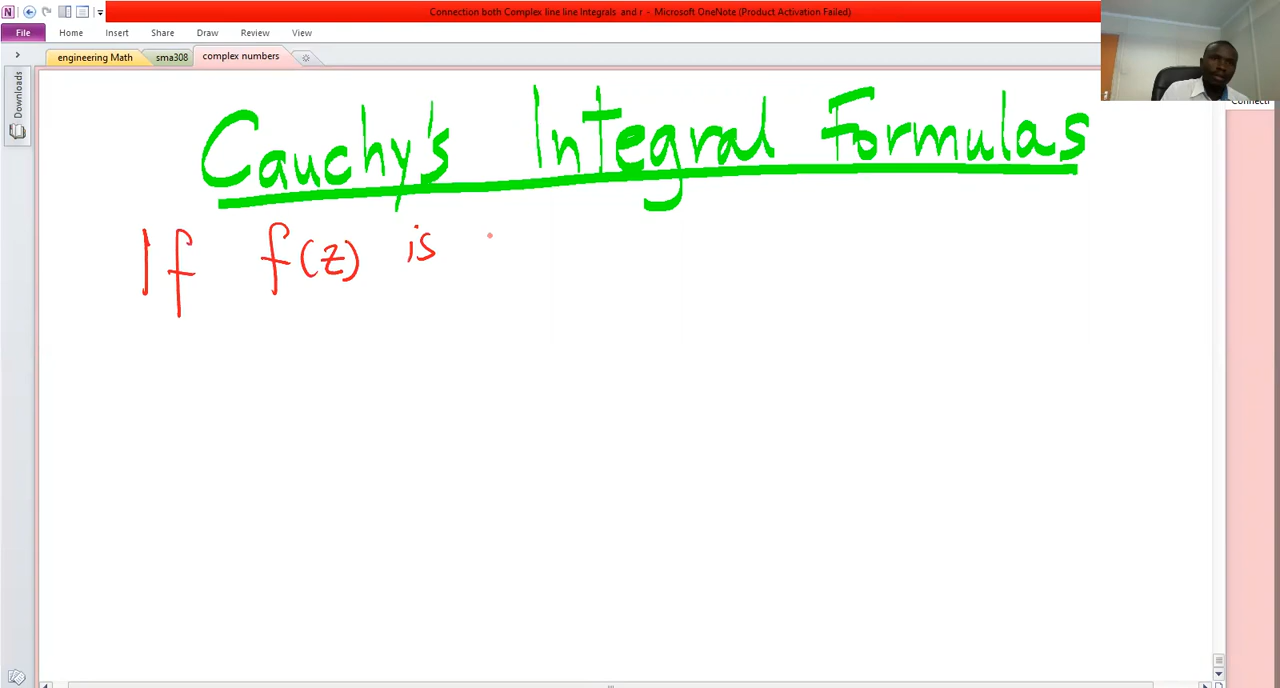 Connection both Complex line line Integrals and r - Microsoft OneNote (Product Activation Failed)
File Home Insert Share Draw Review View
engineering Math sma308 complex numbers
Downloads
Cauchy's Integral Formulas
If f(z) is